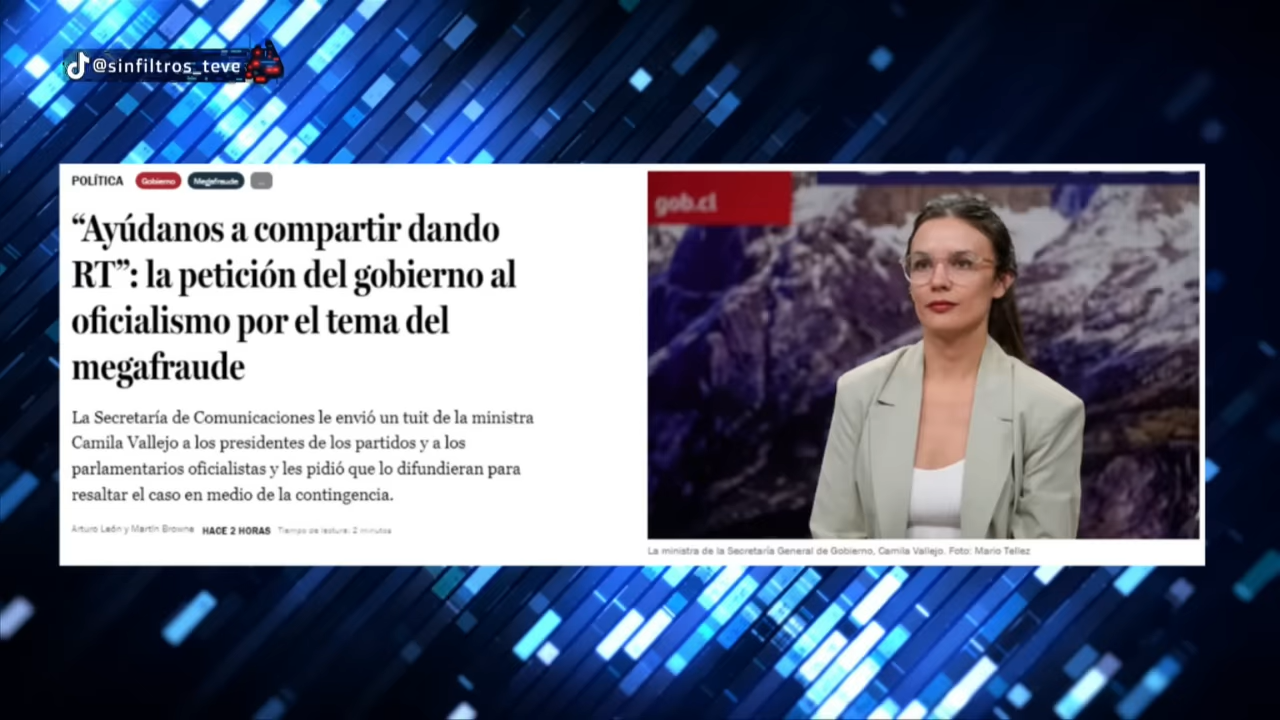 @sinfiltros_teve
POLÍTICA Gobierno Megafraude ...
“Ayúdanos a compartir dando
RT”: la petición del gobierno al
oficialismo por el tema del
megafraude
La Secretaría de Comunicaciones le envió un tuit de la ministra
Camila Vallejo a los presidentes de los partidos y a los
parlamentarios oficialistas y les pidió que lo difundieran para
resaltar el caso en medio de la contingencia.
Arturo León y Martín Browne HACE 2 HORAS Tiempo de lectura: 2 minutos
gob.cl
La ministra de la Secretaría General de Gobierno, Camila Vallejo. Foto: Mario Tellez